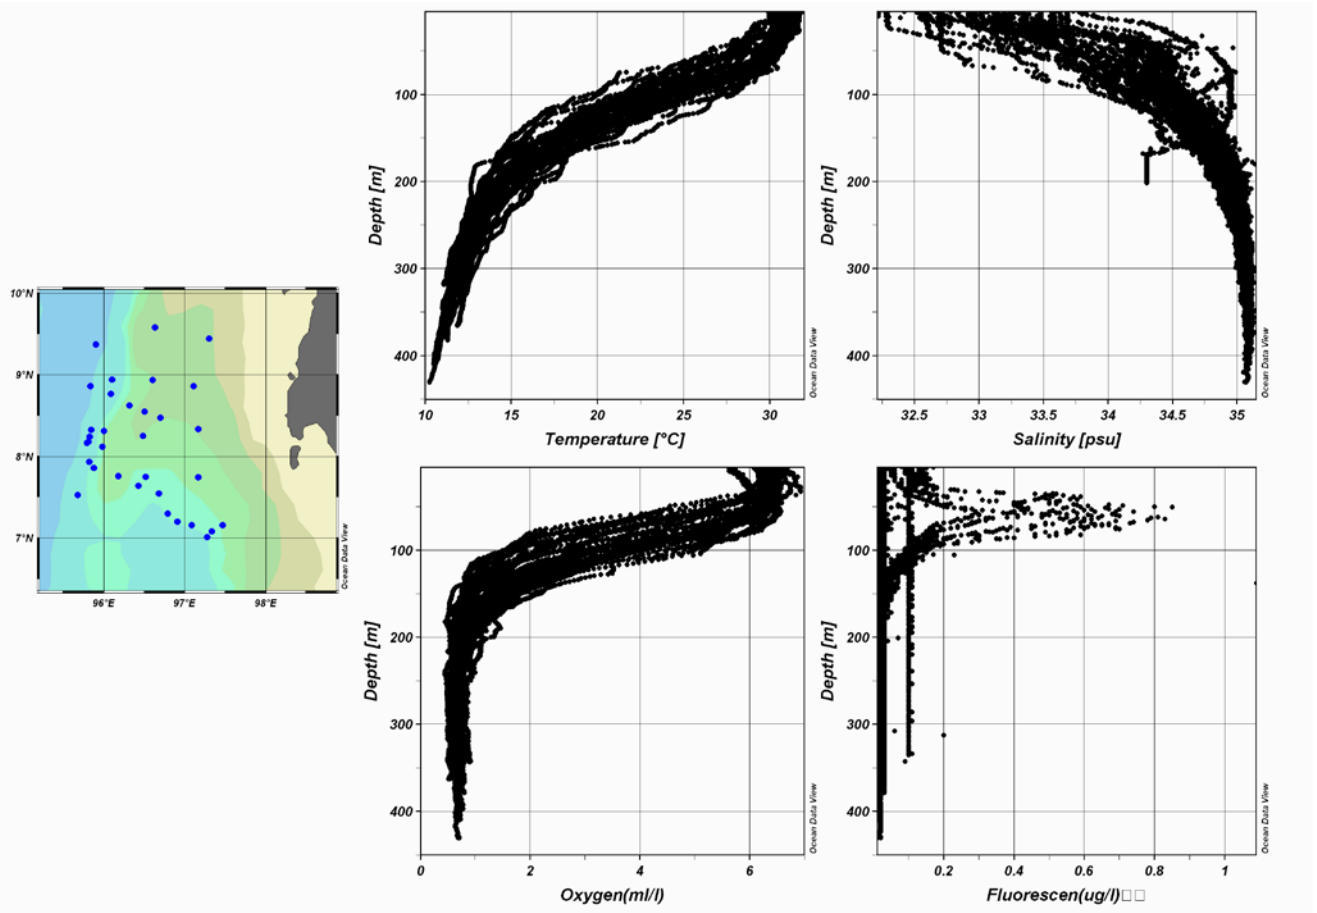 10°N
9°N
8°N
7°N
96°E
97°E
98°E
Ocean Data View
Depth [m]
100
200
300
400
10
15
20
25
30
Temperature [°C]
Ocean Data View
Depth [m]
100
200
300
400
32.5
33
33.5
34
34.5
35
Salinity [psu]
Ocean Data View
Depth [m]
100
200
300
400
0
2
4
6
Oxygen(ml/l)
Ocean Data View
Depth [m]
100
200
300
400
0.2
0.4
0.6
0.8
1
Fluorescen(ug/l)□□
Ocean Data View